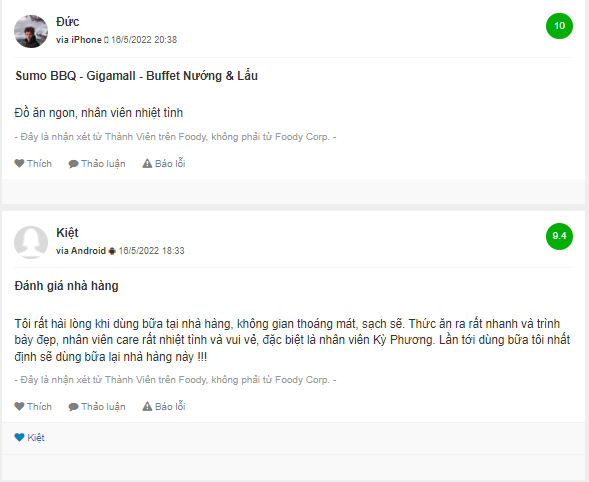 Đức
10
via iPhone 16/5/2022 20:38
Sumo BBQ - Gigamall - Buffet Nướng & Lẩu
Đồ ăn ngon, nhân viên nhiệt tình
- Đây là nhận xét từ Thành Viên trên Foody, không phải từ Foody Corp. -
Thích Thảo luận Báo lỗi
Kiệt
9.4
via Android 16/5/2022 18:33
Đánh giá nhà hàng
Tôi rất hài lòng khi dùng bữa tại nhà hàng, không gian thoáng mát, sạch sẽ. Thức ăn ra rất nhanh và trình
bày đẹp, nhân viên care rất nhiệt tình và vui vẻ, đặc biệt là nhân viên Kỳ Phương. Lần tới dùng bữa tôi nhất
định sẽ dùng bữa lại nhà hàng này !!!
- Đây là nhận xét từ Thành Viên trên Foody, không phải từ Foody Corp. -
Thích Thảo luận Báo lỗi
Kiệt